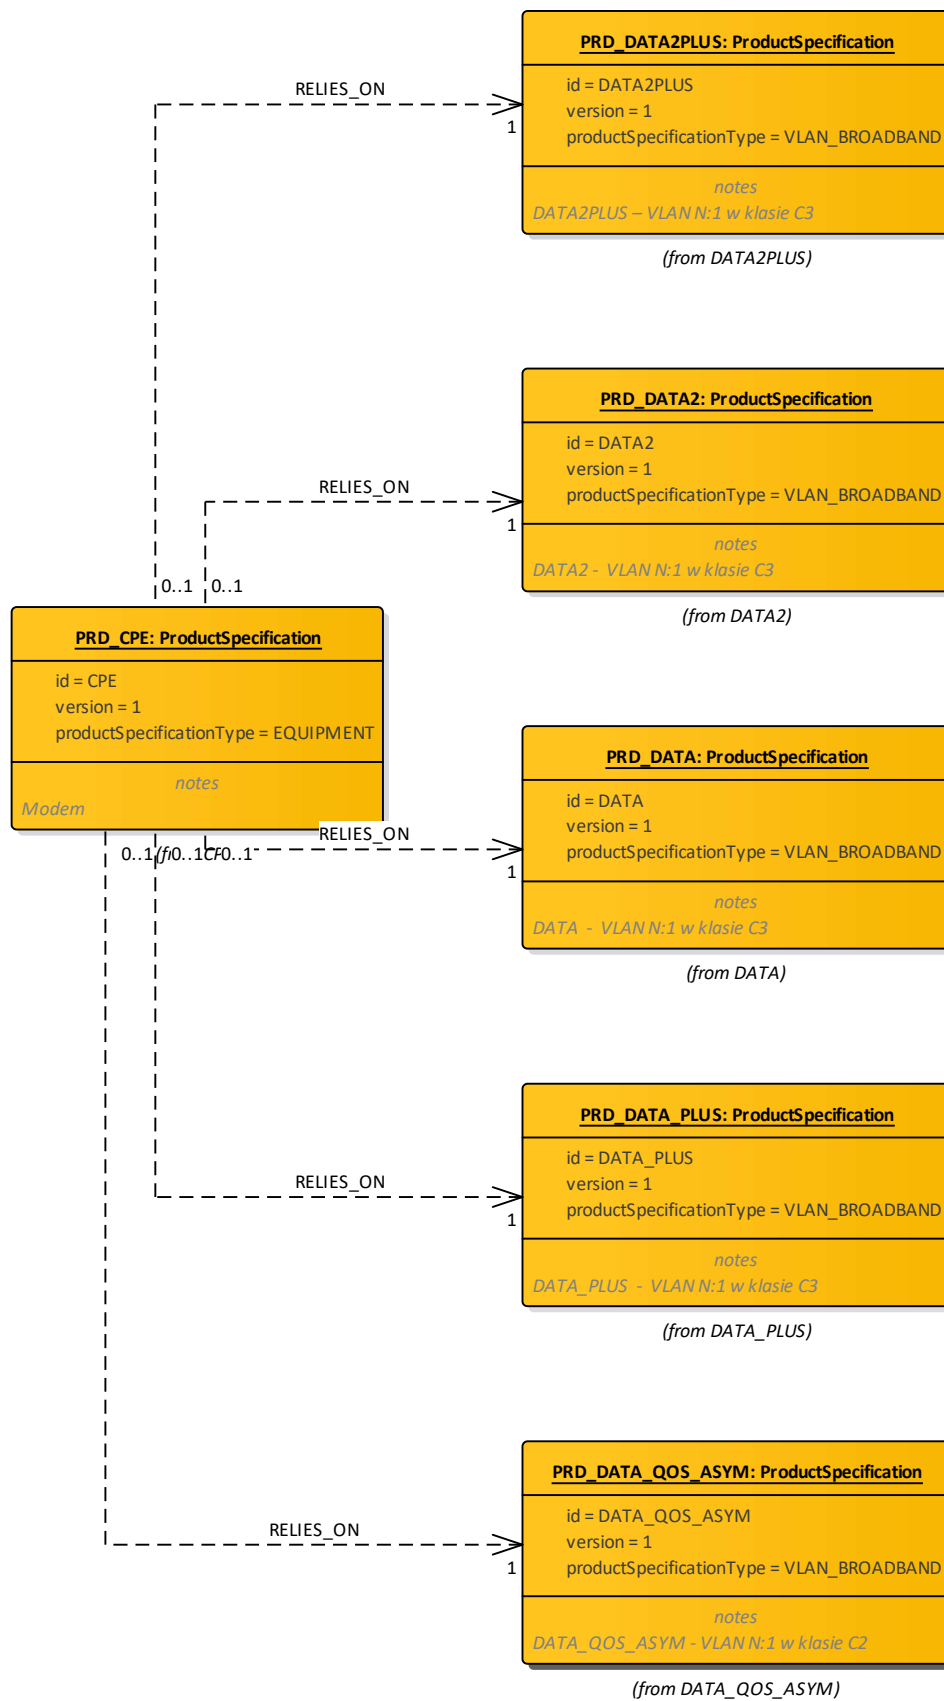 PRD_DATA2PLUS: ProductSpecification
id = DATA2PLUS
version = 1
productSpecificationType = VLAN_BROADBAND
notes
DATA2PLUS – VLAN N:1 w klasie C3
(from DATA2PLUS)
RELIES_ON
1
PRD_DATA2: ProductSpecification
id = DATA2
version = 1
productSpecificationType = VLAN_BROADBAND
notes
DATA2 - VLAN N:1 w klasie C3
(from DATA2)
RELIES_ON
1
0..1 0..1
PRD_CPE: ProductSpecification
id = CPE
version = 1
productSpecificationType = EQUIPMENT
notes
Modem
0..1 0..1 0..1
RELIES_ON
1
PRD_DATA: ProductSpecification
id = DATA
version = 1
productSpecificationType = VLAN_BROADBAND
notes
DATA - VLAN N:1 w klasie C3
(from DATA)
PRD_DATA_PLUS: ProductSpecification
id = DATA_PLUS
version = 1
productSpecificationType = VLAN_BROADBAND
notes
DATA_PLUS - VLAN N:1 w klasie C3
(from DATA_PLUS)
RELIES_ON
1
PRD_DATA_QOS_ASYM: ProductSpecification
id = DATA_QOS_ASYM
version = 1
productSpecificationType = VLAN_BROADBAND
notes
DATA_QOS_ASYM - VLAN N:1 w klasie C2
(from DATA_QOS_ASYM)
RELIES_ON
1